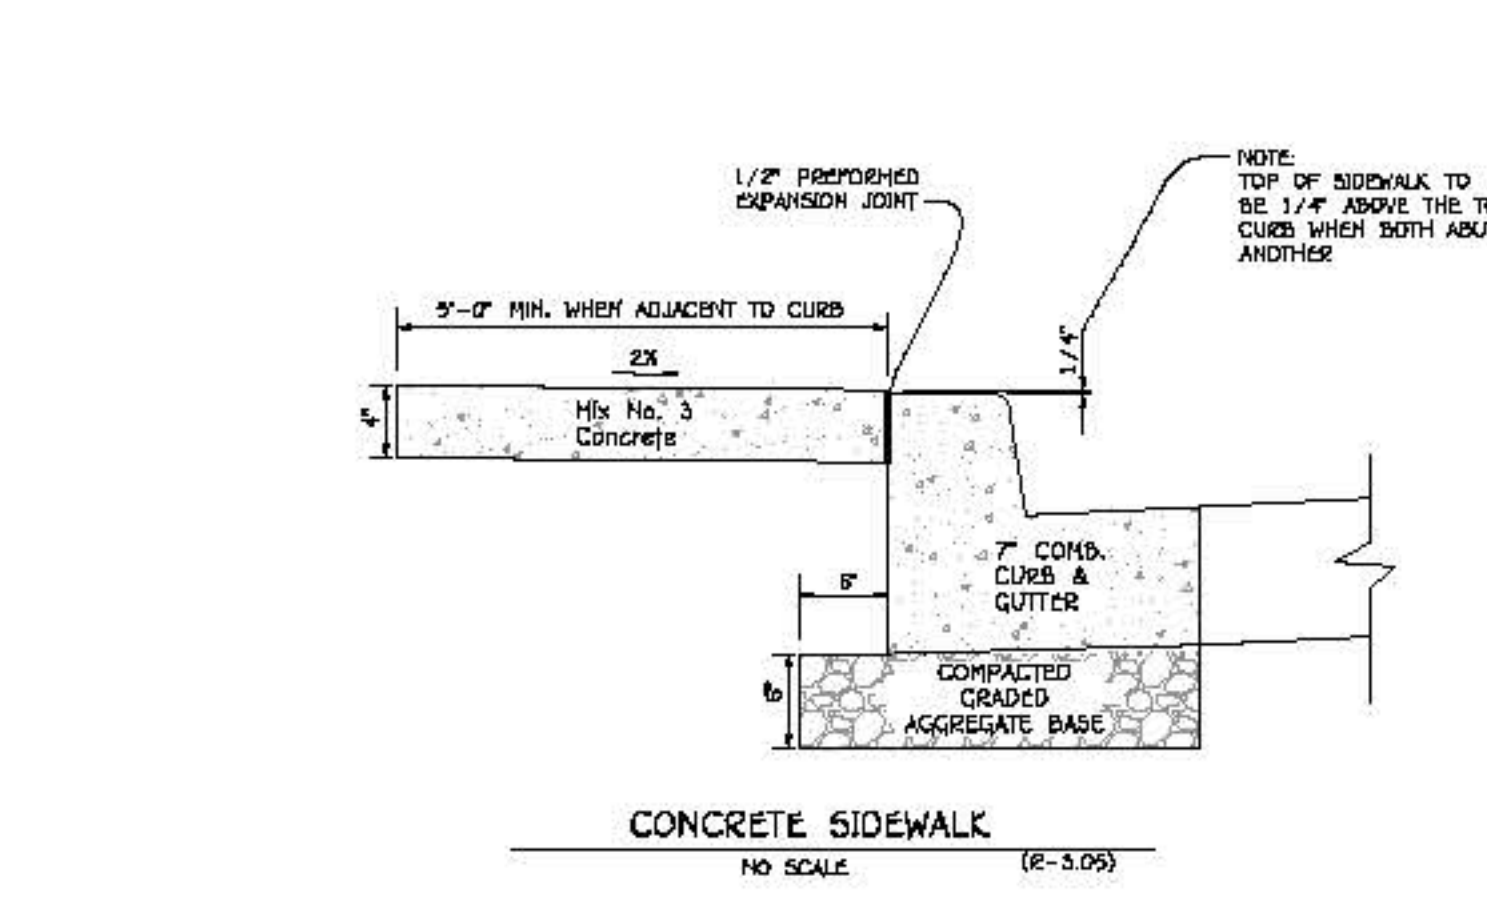 1/2" PREFORMED
EXPANSION JOINT
NOTE:
TOP OF SIDEWALK TO
BE 1/4" ABOVE THE
CURB WHEN BOTH
ANOTHER
5'-0" MIN. WHEN ADJACENT TO CURB
1/4"
2%
4"
Mix No. 3
Concrete
7" COMB.
CURB &
GUTTER
6"
6"
COMPACTED
GRADED
AGGREGATE BASE
CONCRETE SIDEWALK
NO SCALE
(R-3.05)